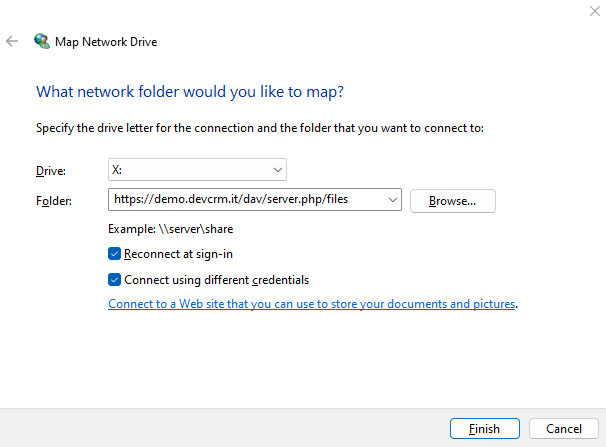 Map Network Drive
What network folder would you like to map?
Specify the drive letter for the connection and the folder that you want to connect to:
Drive: X:
Folder: https://demo.devcrm.it/dav/server.php/files Browse...
Example: \\server\share
Reconnect at sign-in
Connect using different credentials
Connect to a Web site that you can use to store your documents and pictures.
Finish Cancel